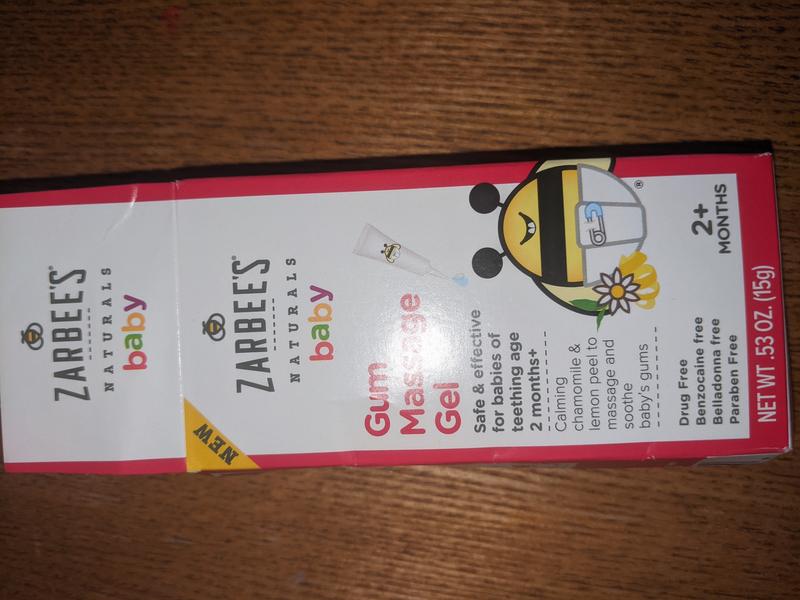 ZARBEE'S®
NATURALS
baby
NEW
ZARBEE'S®
NATURALS
baby
Gum
Massage
Gel
Safe & effective
for babies of
teething age
2 months+
Calming
chamomile &
lemon peel to
massage and
soothe
baby's gums
®
Drug Free
Benzocaine free
Belladonna free
Paraben Free
2+
MONTHS
NET WT .53 OZ. (15g)